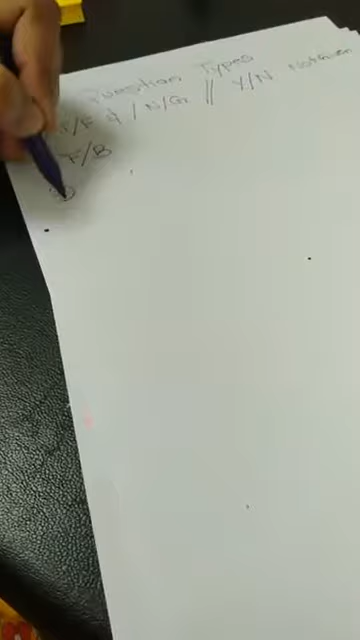 Question Types
T/F & / N/G // Y/N NotGiven
F/B